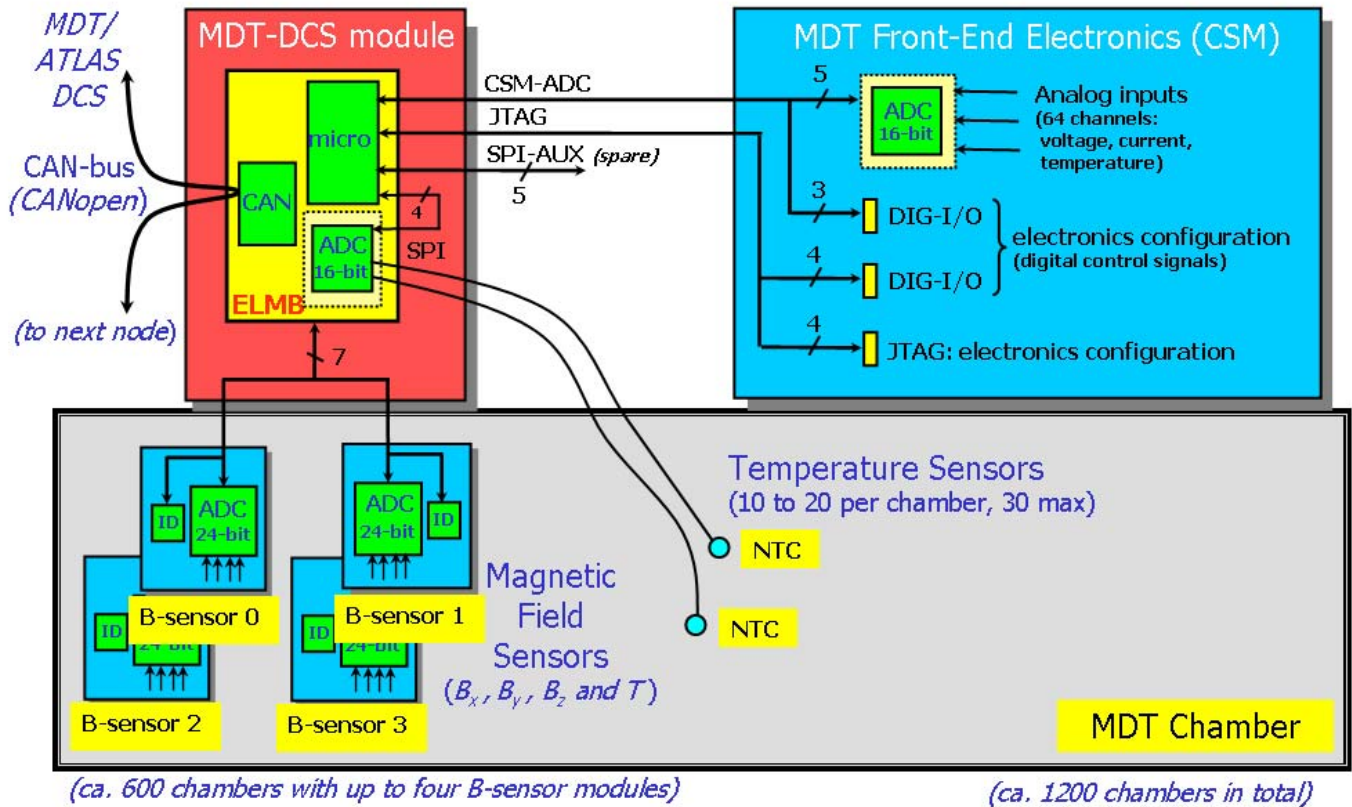 MDT/
ATLAS
DCS
CAN-bus
(CANopen)
(to next node)
MDT-DCS module
micro
CAN
ADC
16-bit
ELMB
4
SPI
7
CSM-ADC
JTAG
SPI-AUX (spare)
5
MDT Front-End Electronics (CSM)
5
ADC
16-bit
Analog inputs
(64 channels:
voltage, current,
temperature)
3
DIG-I/O
4
DIG-I/O
electronics configuration
(digital control signals)
4
JTAG: electronics configuration
ID
ADC
24-bit
B-sensor 0
ADC
24-bit
ID
B-sensor 1
ID
24-bit
B-sensor 2
ID
24-bit
B-sensor 3
Magnetic
Field
Sensors
(Bx, By, Bz and T)
Temperature Sensors
(10 to 20 per chamber, 30 max)
NTC
NTC
MDT Chamber
(ca. 600 chambers with up to four B-sensor modules)
(ca. 1200 chambers in total)